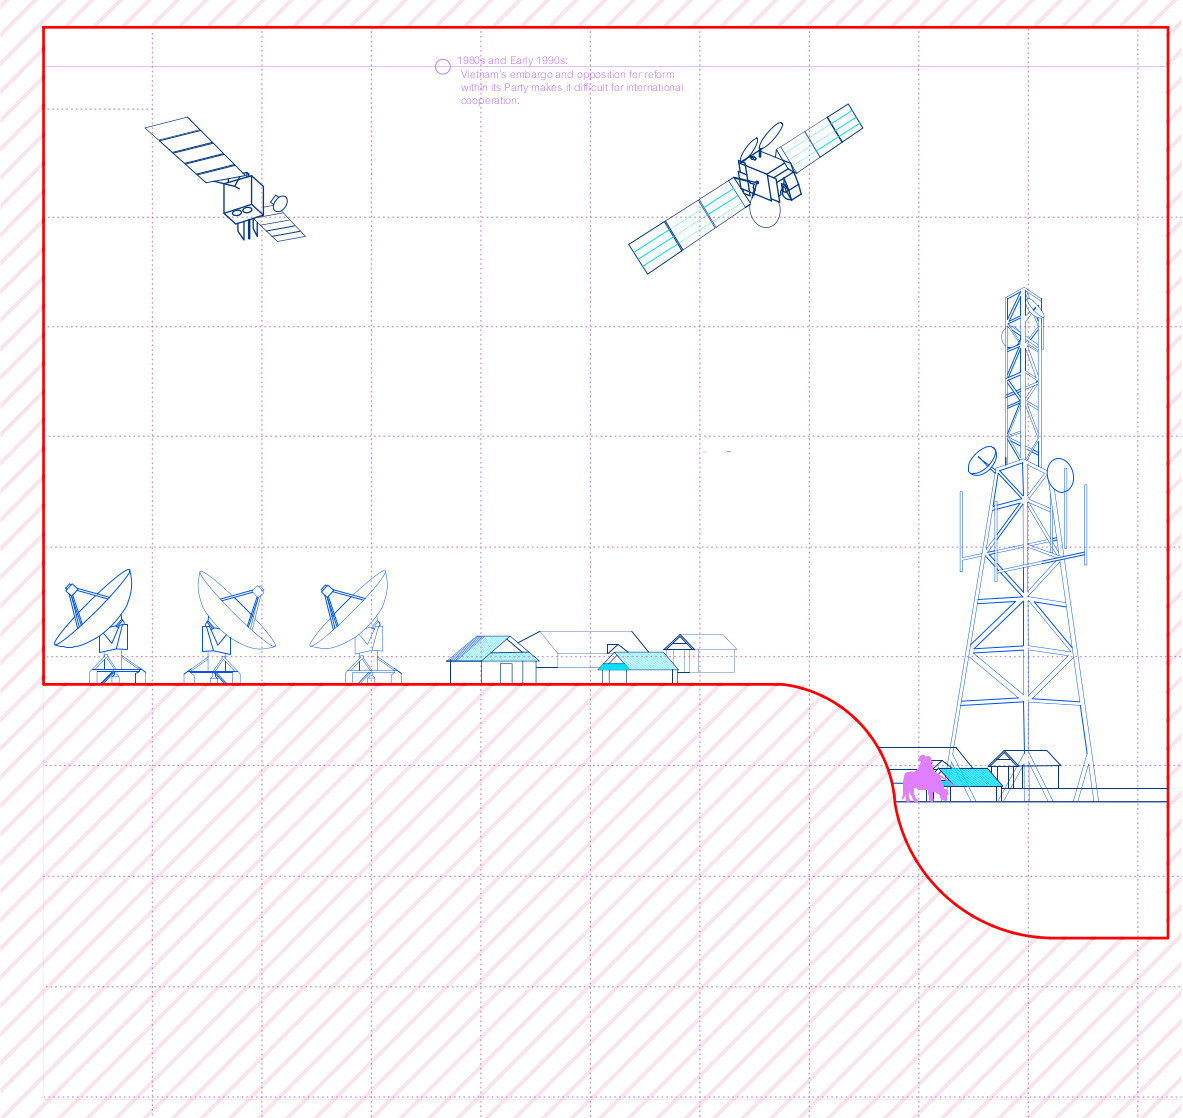 1980s and Early 1990s:
Vietnam's embargo and opposition for reform
within its Party makes it difficult for international
cooperation.